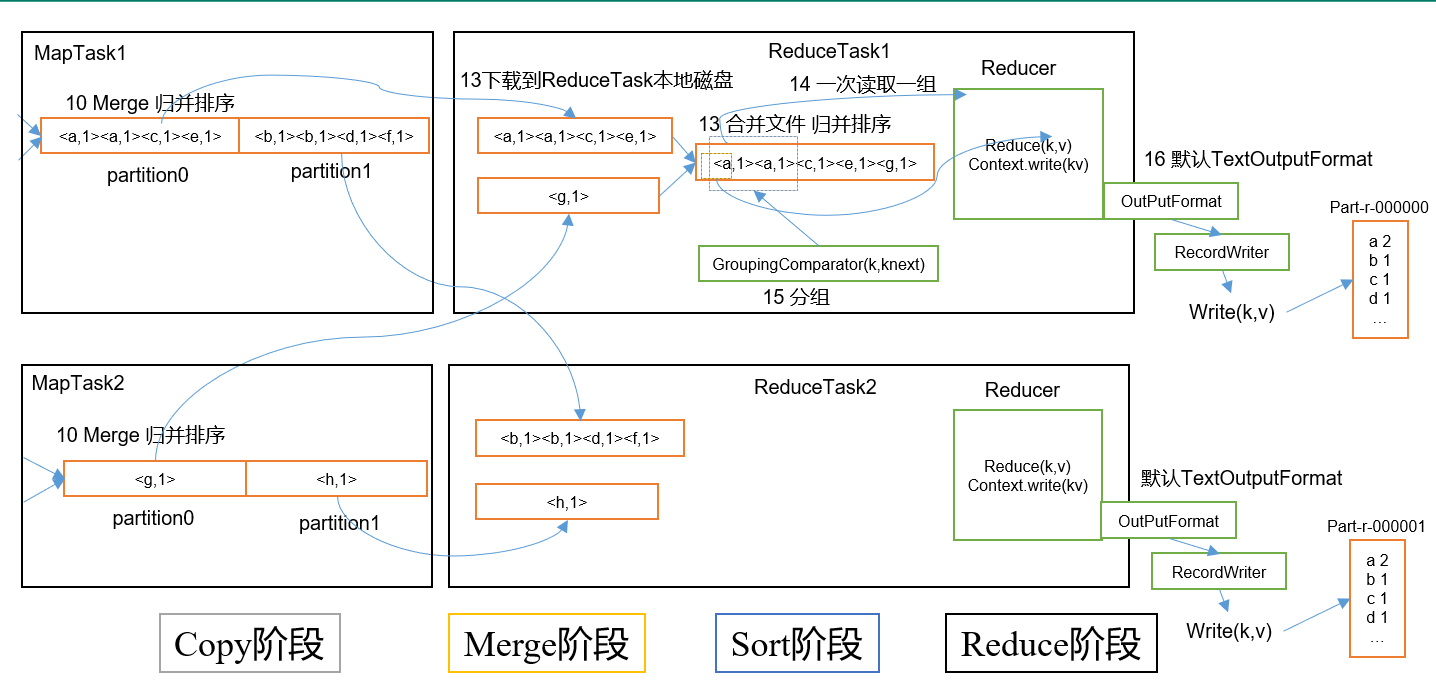 MapTask1
10 Merge 归并排序
<a,1><a,1><c,1><e,1>
<b,1><b,1><d,1><f,1>
partition0
partition1
ReduceTask1
13下载到ReduceTask本地磁盘
14 一次读取一组
Reducer
<a,1><a,1><c,1><e,1>
13 合并文件 归并排序
<a,1><a,1><c,1><e,1><g,1>
<g,1>
Reduce(k,v)
Context.write(kv)
GroupingComparator(k,knext)
15 分组
16 默认TextOutputFormat
OutPutFormat
RecordWriter
Write(k,v)
Part-r-000000
a 2
b 1
c 1
d 1
...
MapTask2
10 Merge 归并排序
<g,1>
<h,1>
partition0
partition1
ReduceTask2
Reducer
<b,1><b,1><d,1><f,1>
<h,1>
Reduce(k,v)
Context.write(kv)
默认TextOutputFormat
OutPutFormat
RecordWriter
Write(k,v)
Part-r-000001
a 2
b 1
c 1
d 1
...
Copy阶段
Merge阶段
Sort阶段
Reduce阶段